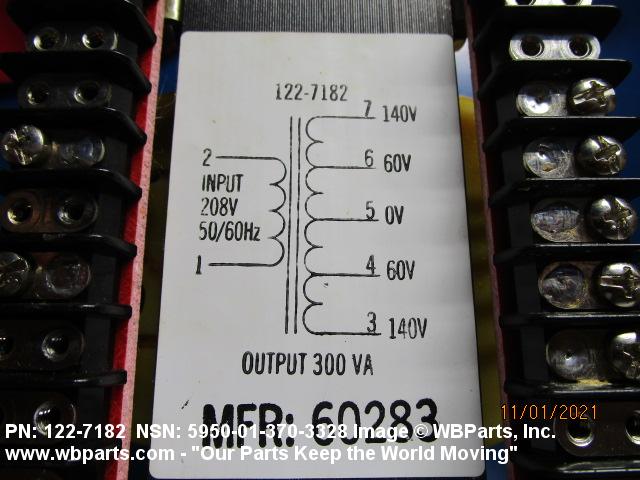 122-7182
7 140V
2
6 60V
INPUT
208V
5 0V
50/60Hz
1
4 60V
3 140V
OUTPUT 300 VA
MFR: 60283
11/01/2021
PN: 122-7182 NSN: 5950-01-370-3328 Image © WBParts, Inc.
www.wbparts.com - "Our Parts Keep the World Moving"